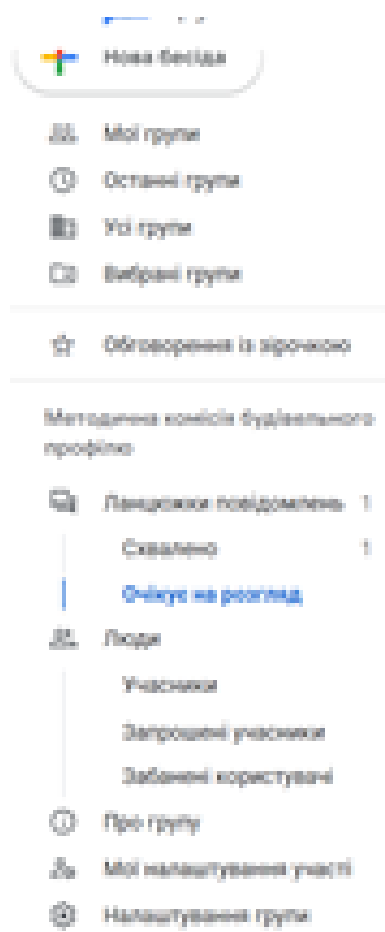 Нова бесіда
Мої групи
Останні групи
Усі групи
Вибрані групи
Обговорення із зірочкою
Методична комісія будівельного
профілю
Ланцюжки повідомлень 1
Схвалено 1
Очікує на розгляд
Люди
Учасники
Запрошені учасники
Забанені користувачі
Про групу
Мої налаштування участі
Налаштування групи